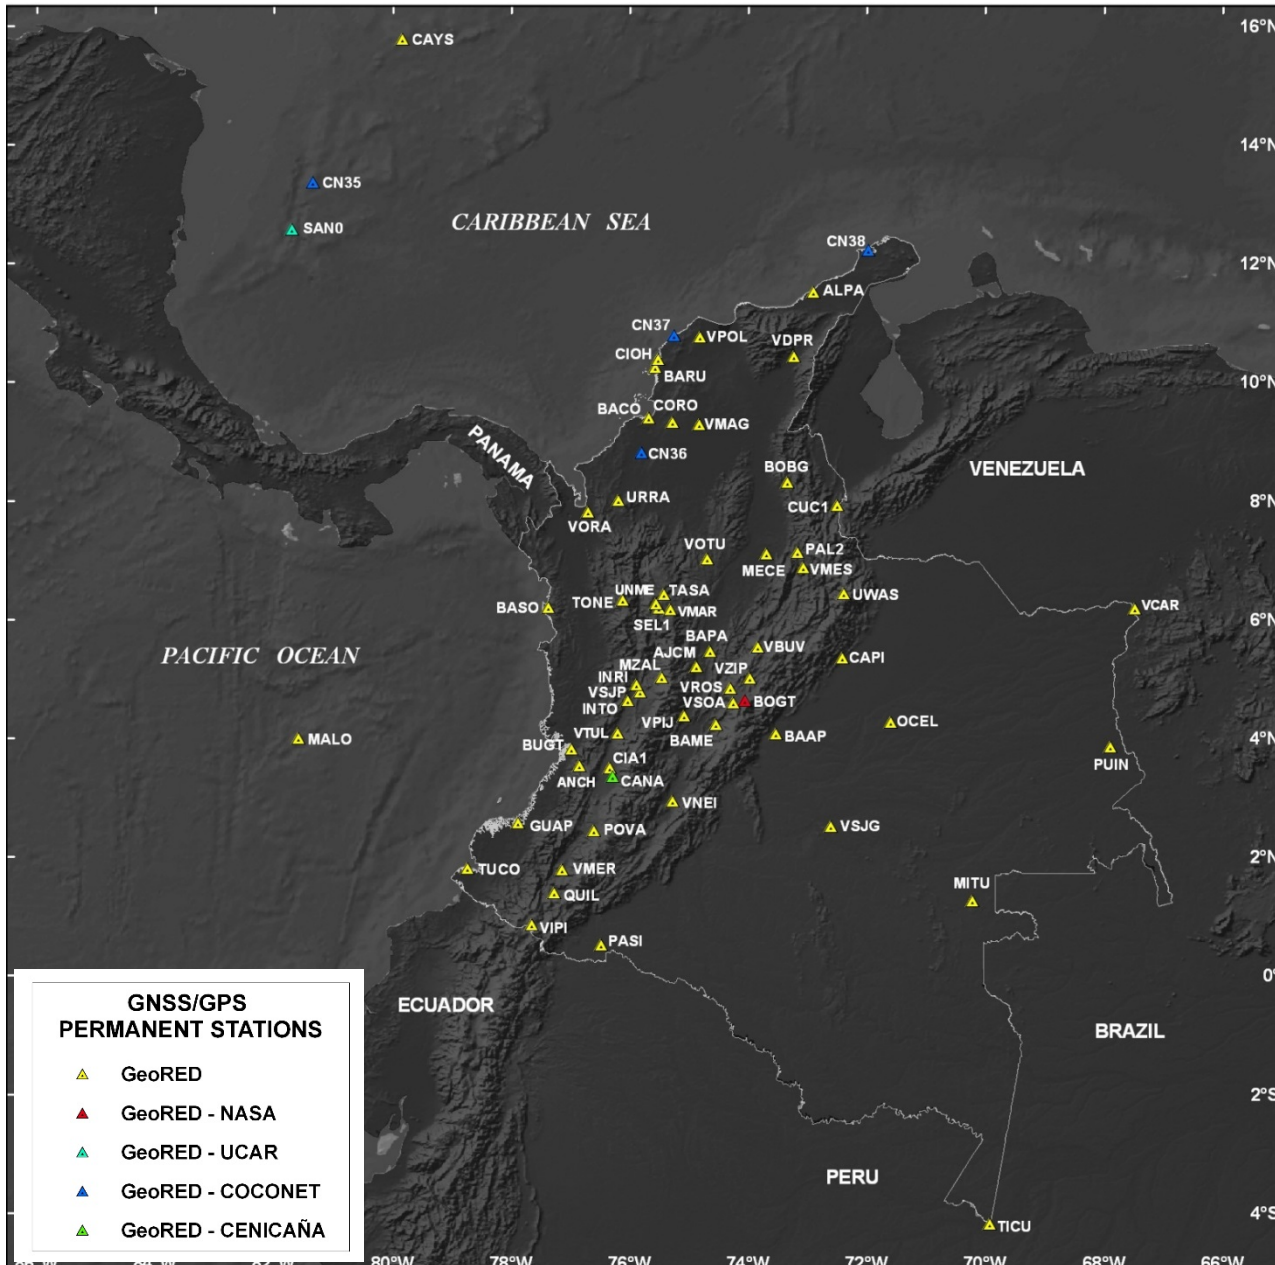 16°N
CAYS
14°N
CN35
SAN0
CARIBBEAN SEA
CN38
12°N
ALPA
CN37
VPOL
VDPR
CIOH
BARU
10°N
BACO
CORO
VMAG
PANAMA
CN36
BOBG
VENEZUELA
URRA
CUC1
8°N
VORA
VOTU
PAL2
MECE
VMES
UNME
TASA
UWAS
TONE
BASO
VMAR
VCAR
6°N
SEL1
BAPA
VBUV
PACIFIC OCEAN
AJCM
CAPI
MZAL
VZIP
INRI
VROS
VSJP
VSOA
BOGT
INTO
VPIJ
OCEL
VTUL
BAME
BAAP
MALO
4°N
BUGT
CIA1
PUIN
ANCH
CANA
VNEI
GUAP
POVA
VSJG
2°N
TUCO
VMER
MITU
QUIL
VIPI
PASI
0°
ECUADOR
BRAZIL
GNSS/GPS
PERMANENT STATIONS
GeoRED
GeoRED - NASA
GeoRED - UCAR
GeoRED - COCONET
GeoRED - CENICAÑA
2°S
PERU
4°S
TICU
80°W 78°W 76°W 74°W 72°W 70°W 68°W 66°W